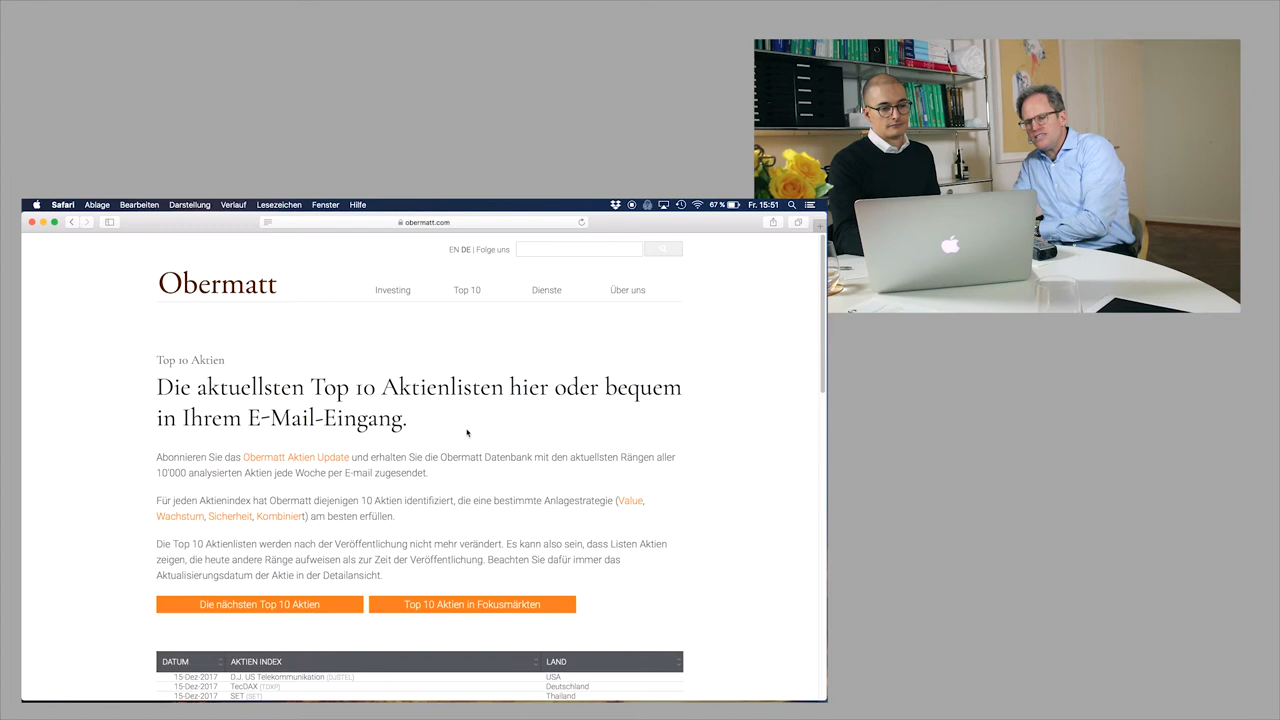 Safari Ablage Bearbeiten Darstellung Verlauf Lesezeichen Fenster Hilfe 67 % Fr. 15:51
obermatt.com
EN DE | Folge uns
Obermatt
Investing Top 10 Dienste Über uns
Top 10 Aktien
Die aktuellsten Top 10 Aktienlisten hier oder bequem
in Ihrem E-Mail-Eingang.
Abonnieren Sie das Obermatt Aktien Update und erhalten Sie die Obermatt Datenbank mit den aktuellsten Rängen aller
10'000 analysierten Aktien jede Woche per E-mail zugesendet.
Für jeden Aktienindex hat Obermatt diejenigen 10 Aktien identifiziert, die eine bestimmte Anlagestrategie (Value,
Wachstum, Sicherheit, Kombiniert) am besten erfüllen.
Die Top 10 Aktienlisten werden nach der Veröffentlichung nicht mehr verändert. Es kann also sein, dass Listen Aktien
zeigen, die heute andere Ränge aufweisen als zur Zeit der Veröffentlichung. Beachten Sie dafür immer das
Aktualisierungsdatum der Aktie in der Detailansicht.
Die nächsten Top 10 Aktien Top 10 Aktien in Fokusmärkten
DATUM AKTIEN INDEX LAND
15-Dez-2017 D.J. US Telekommunikation (DJSTEL) USA
15-Dez-2017 TecDAX (TDXP) Deutschland
15-Dez-2017 SET (SET) Thailand